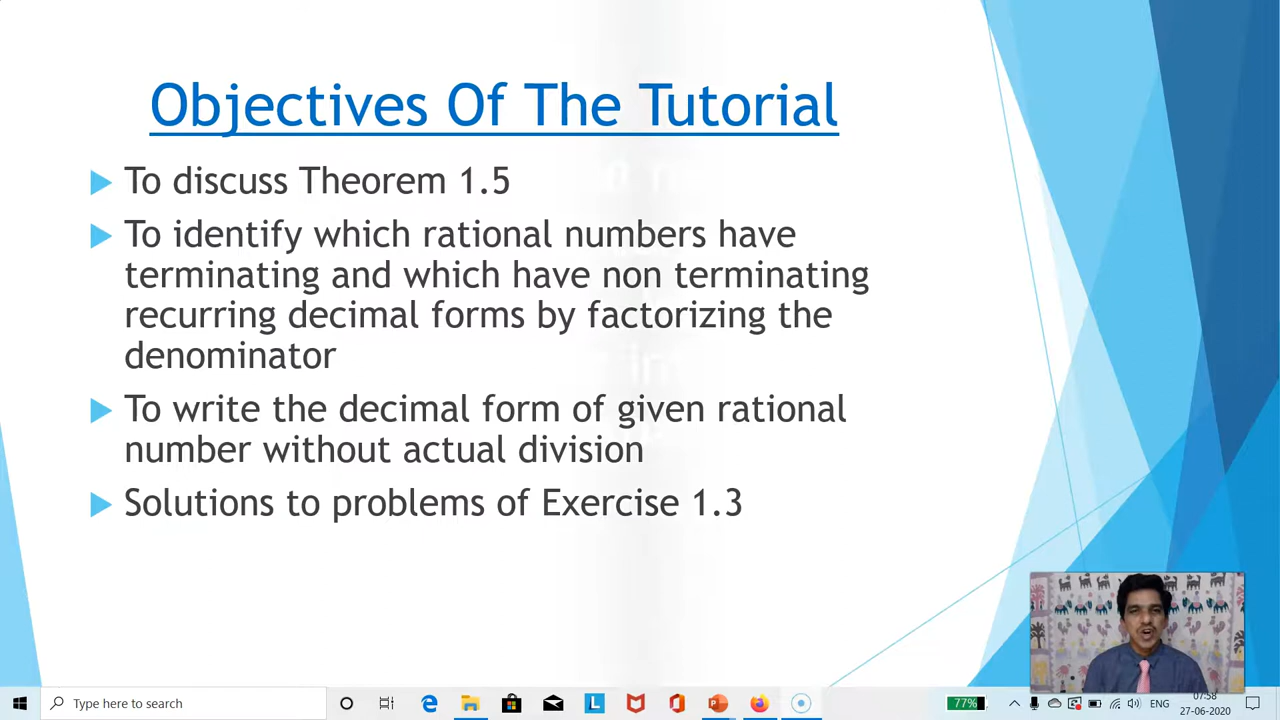 Objectives Of The Tutorial
To discuss Theorem 1.5
To identify which rational numbers have
terminating and which have non terminating
recurring decimal forms by factorizing the
denominator
To write the decimal form of given rational
number without actual division
Solutions to problems of Exercise 1.3
Type here to search
77%
ENG
07:58
27-06-2020